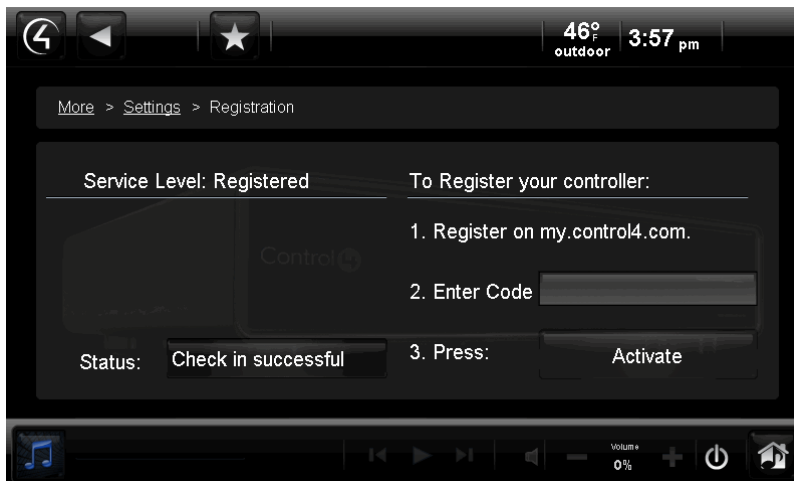 46°F
outdoor
3:57 pm
More > Settings > Registration
Service Level: Registered
To Register your controller:
1. Register on my.control4.com.
Control4
2. Enter Code
Status: Check in successful
3. Press: Activate
Volume
0%